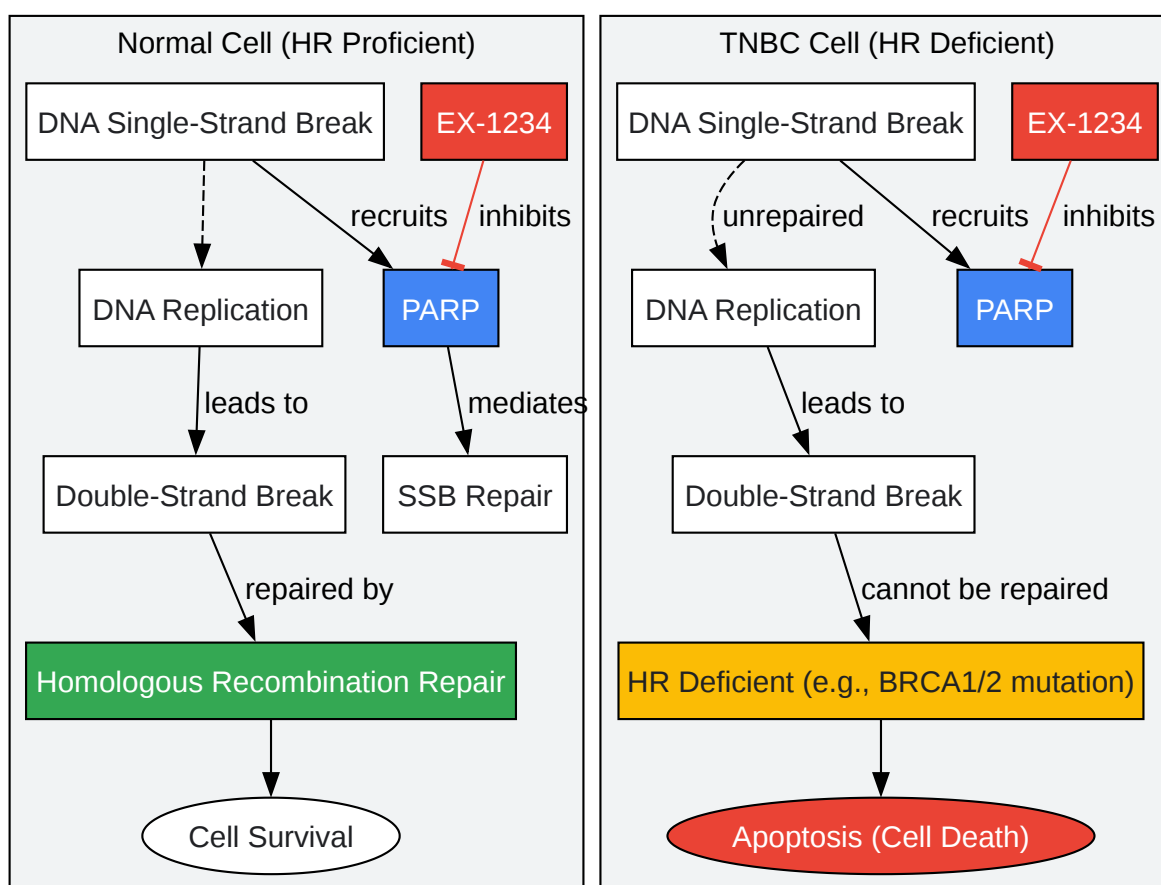 Normal Cell (HR Proficient)
DNA Single-Strand Break
EX-1234
recruits
inhibits
DNA Replication
PARP
leads to
mediates
Double-Strand Break
SSB Repair
repaired by
Homologous Recombination Repair
Cell Survival
TNBC Cell (HR Deficient)
DNA Single-Strand Break
EX-1234
unrepaired
recruits
inhibits
DNA Replication
PARP
leads to
Double-Strand Break
cannot be repaired
HR Deficient (e.g., BRCA1/2 mutation)
Apoptosis (Cell Death)